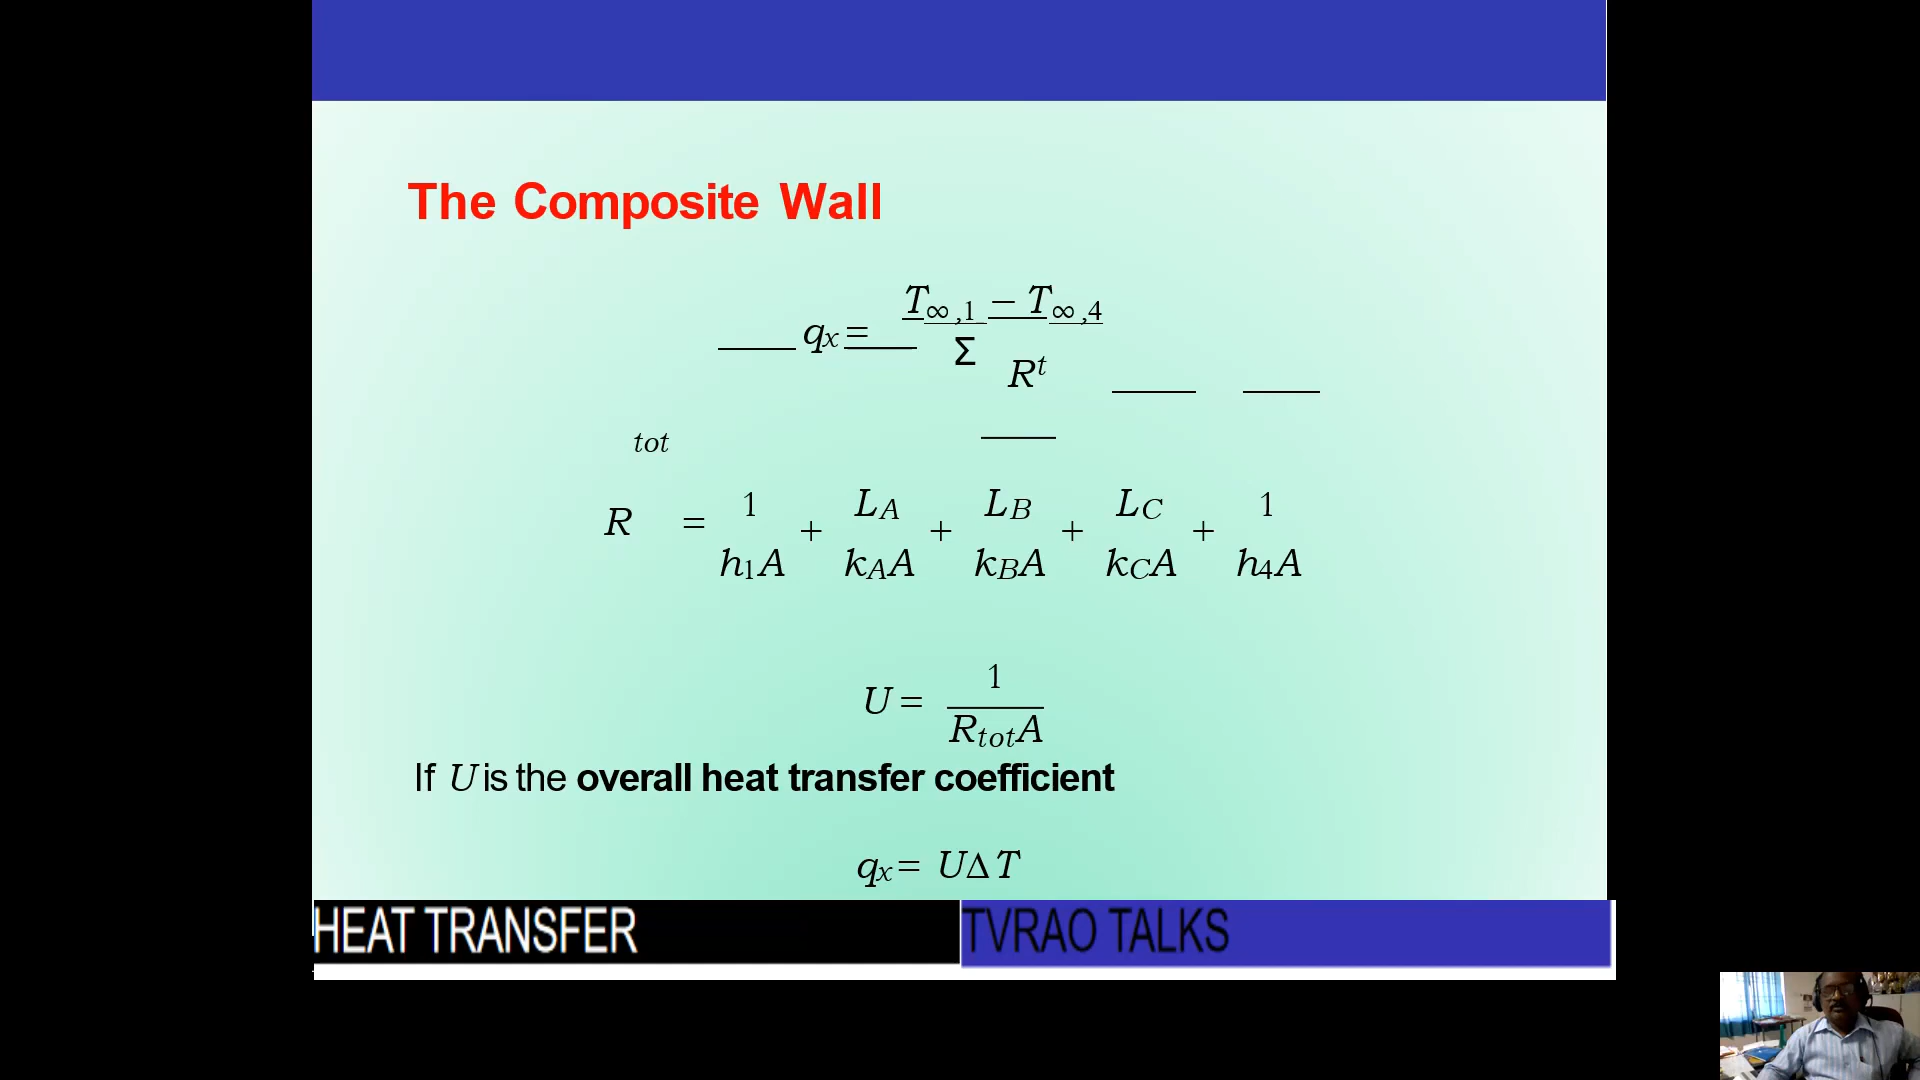 The Composite Wall
qx = T∞,1 − T∞,4
Σ Rt
tot
R = 1 / h1A + LA / kAA + LB / kBA + LC / kCA + 1 / h4A
U = 1 / RtotA
If U is the overall heat transfer coefficient
qx = UΔT
HEAT TRANSFER
TVRAO TALKS